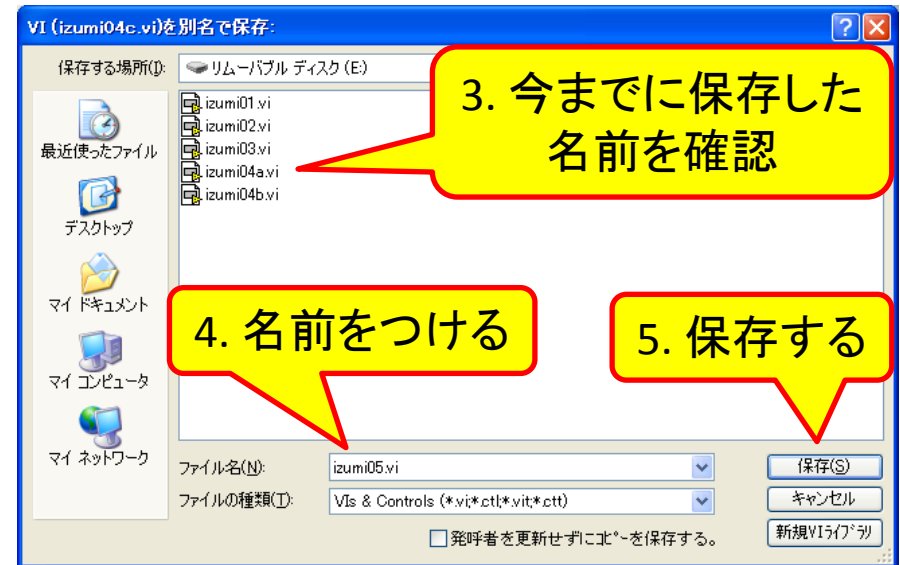 VI (izumi04c.vi)を別名で保存:
保存する場所(I):
リムーバブル ディスク (E:)
3. 今までに保存した
名前を確認
izumi01.vi
izumi02.vi
izumi03.vi
izumi04a.vi
izumi04b.vi
最近使ったファイル
デスクトップ
マイ ドキュメント
マイ コンピュータ
マイ ネットワーク
4. 名前をつける
5. 保存する
ファイル名(N):
izumi05.vi
保存(S)
ファイルの種類(T):
VIs & Controls (*.vi;*.ctl;*.vit;*.ctt)
キャンセル
発呼者を更新せずにコピーを保存する。
新規VIライブラリ